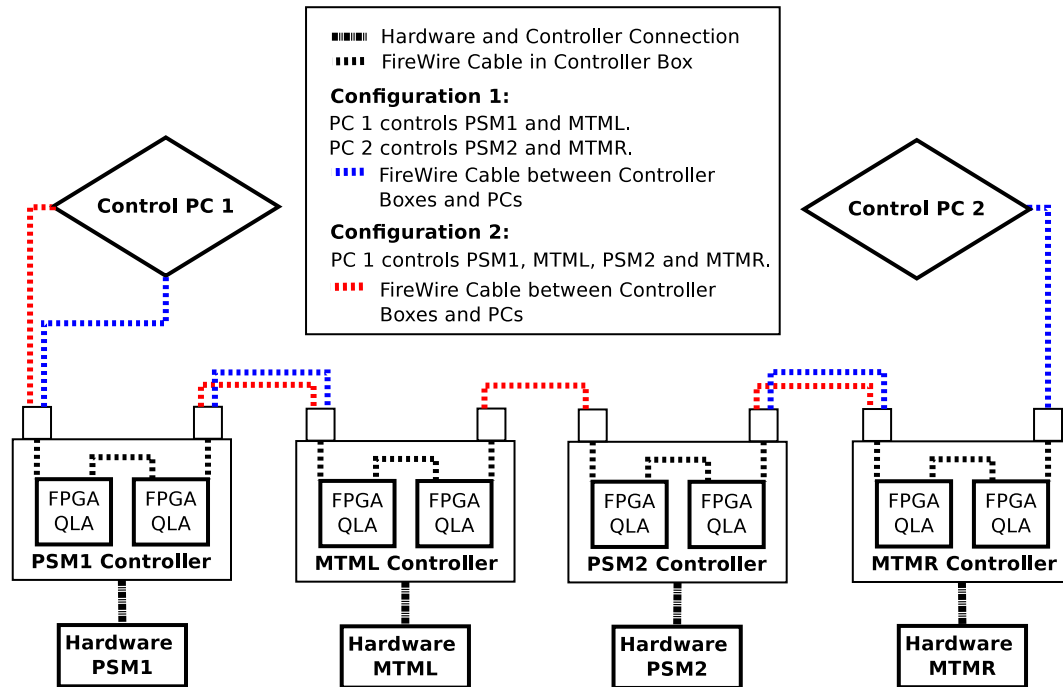 Hardware and Controller Connection
FireWire Cable in Controller Box
Configuration 1:
PC 1 controls PSM1 and MTML.
PC 2 controls PSM2 and MTMR.
FireWire Cable between Controller
Boxes and PCs
Configuration 2:
PC 1 controls PSM1, MTML, PSM2 and MTMR.
FireWire Cable between Controller
Boxes and PCs
Control PC 1
Control PC 2
FPGA
QLA
FPGA
QLA
PSM1 Controller
FPGA
QLA
FPGA
QLA
MTML Controller
FPGA
QLA
FPGA
QLA
PSM2 Controller
FPGA
QLA
FPGA
QLA
MTMR Controller
Hardware
PSM1
Hardware
MTML
Hardware
PSM2
Hardware
MTMR